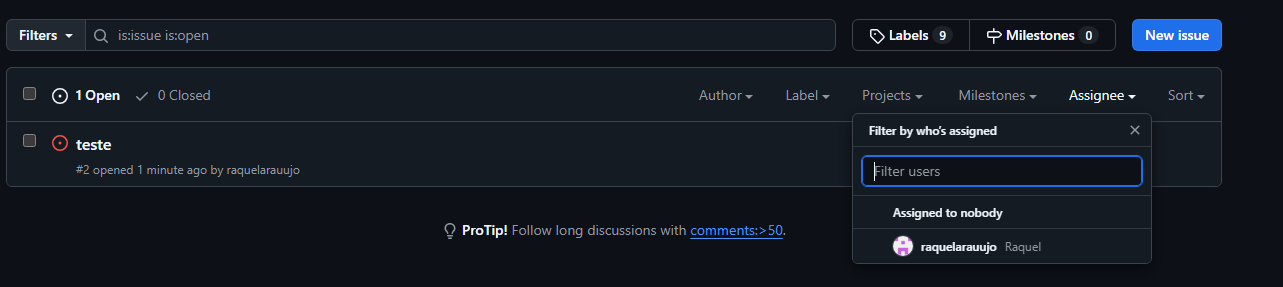 Filters is:issue is:open Labels 9 Milestones 0 New issue
1 Open 0 Closed Author Label Projects Milestones Assignee Sort
Filter by who's assigned
teste
#2 opened 1 minute ago by raquelarauujo
Filter users
Assigned to nobody
ProTip! Follow long discussions with comments:>50.
raquelarauujo Raquel